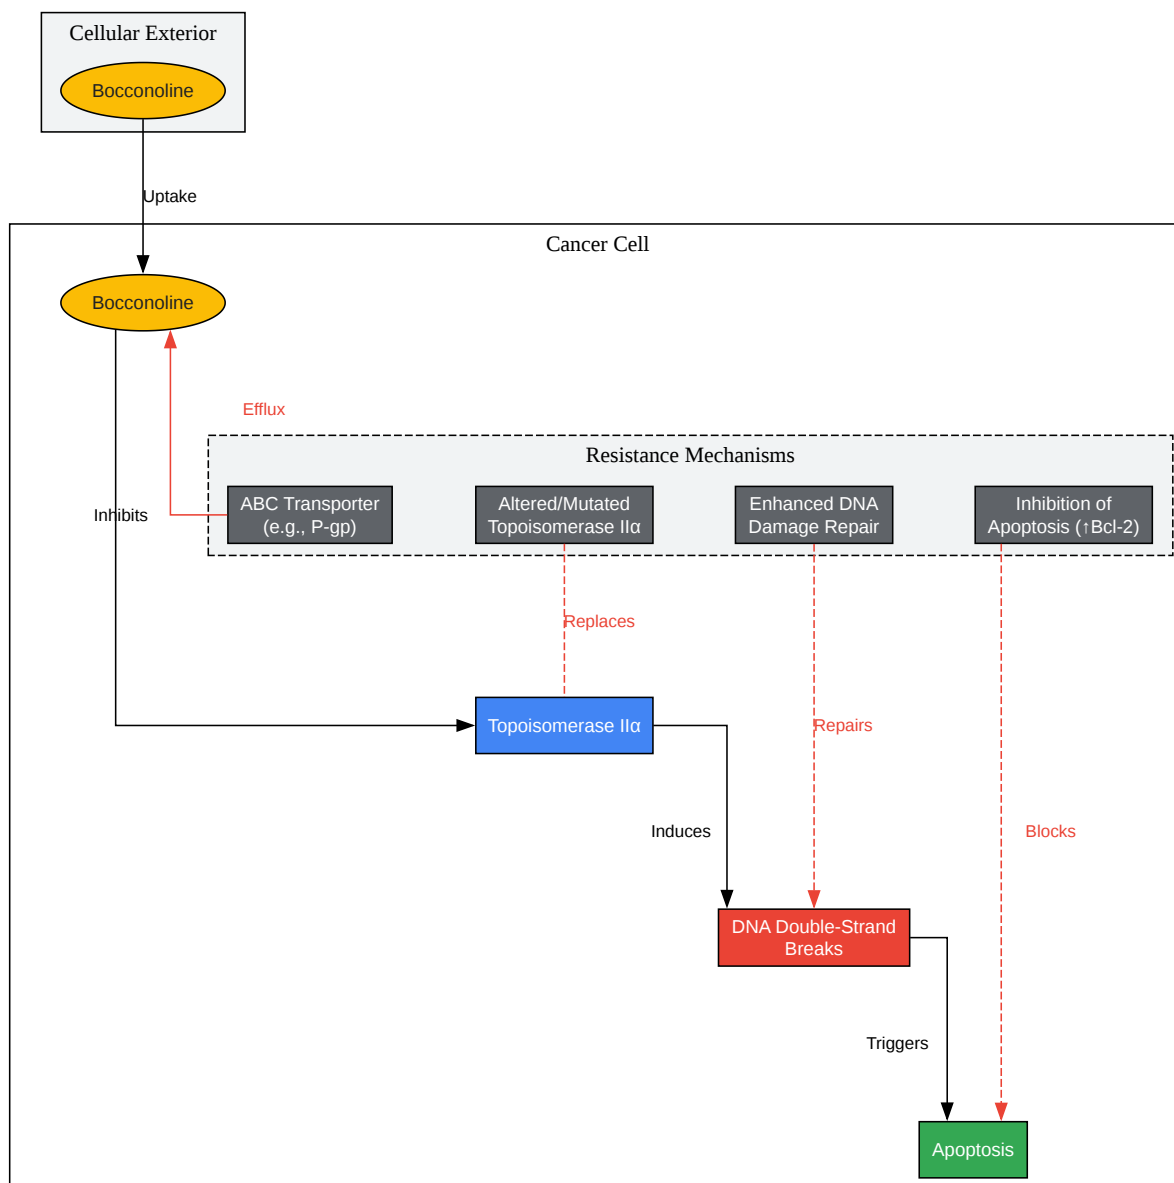 Cellular Exterior
Bocconoline
Uptake
Cancer Cell
Bocconoline
Efflux
Resistance Mechanisms
ABC Transporter
(e.g., P-gp)
Altered/Mutated
Topoisomerase IIα
Enhanced DNA
Damage Repair
Inhibition of
Apoptosis (↑Bcl-2)
Inhibits
Replaces
Topoisomerase IIα
Repairs
Induces
Blocks
DNA Double-Strand
Breaks
Triggers
Apoptosis